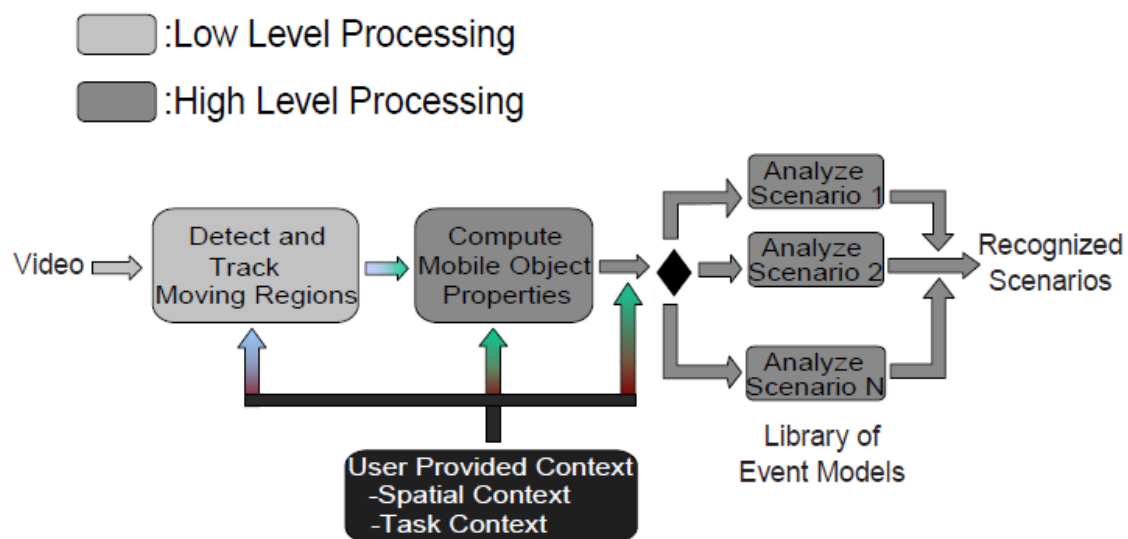 :Low Level Processing
:High Level Processing
Video
Detect and
Track
Moving Regions
Compute
Mobile Object
Properties
Analyze
Scenario 1
Analyze
Scenario 2
Analyze
Scenario N
Recognized
Scenarios
Library of
Event Models
User Provided Context
-Spatial Context
-Task Context